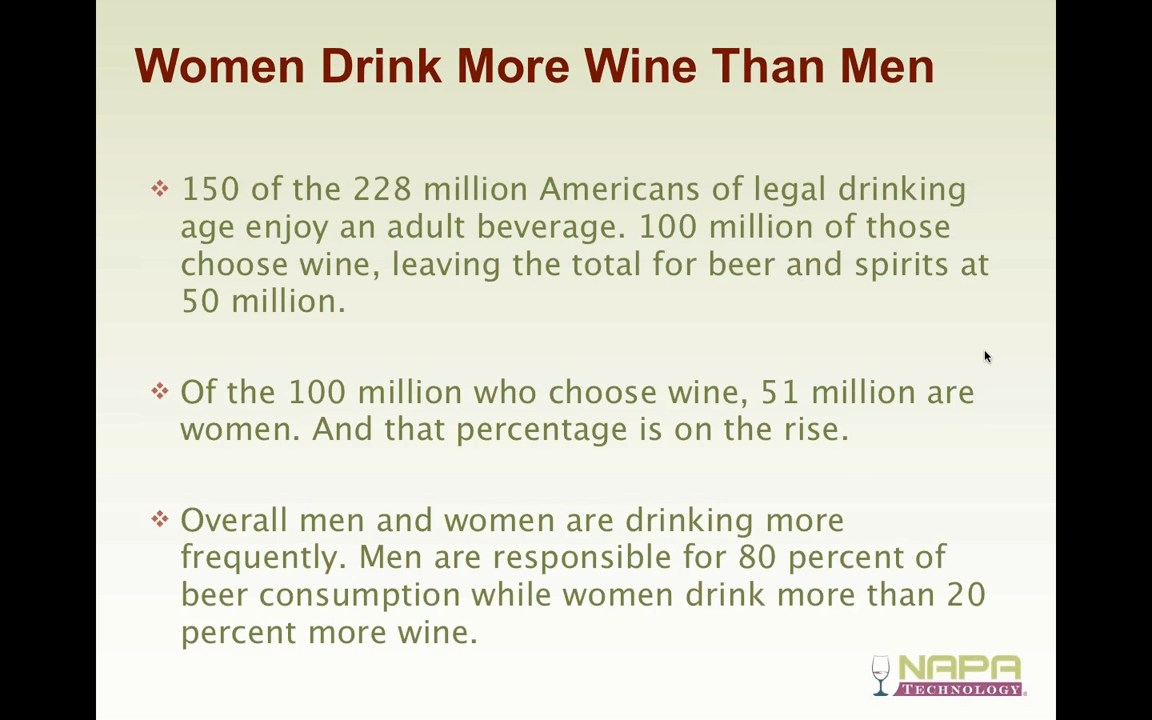 Women Drink More Wine Than Men
❖ 150 of the 228 million Americans of legal drinking
age enjoy an adult beverage. 100 million of those
choose wine, leaving the total for beer and spirits at
50 million.
❖ Of the 100 million who choose wine, 51 million are
women. And that percentage is on the rise.
❖ Overall men and women are drinking more
frequently. Men are responsible for 80 percent of
beer consumption while women drink more than 20
percent more wine.
NAPA
TECHNOLOGY®